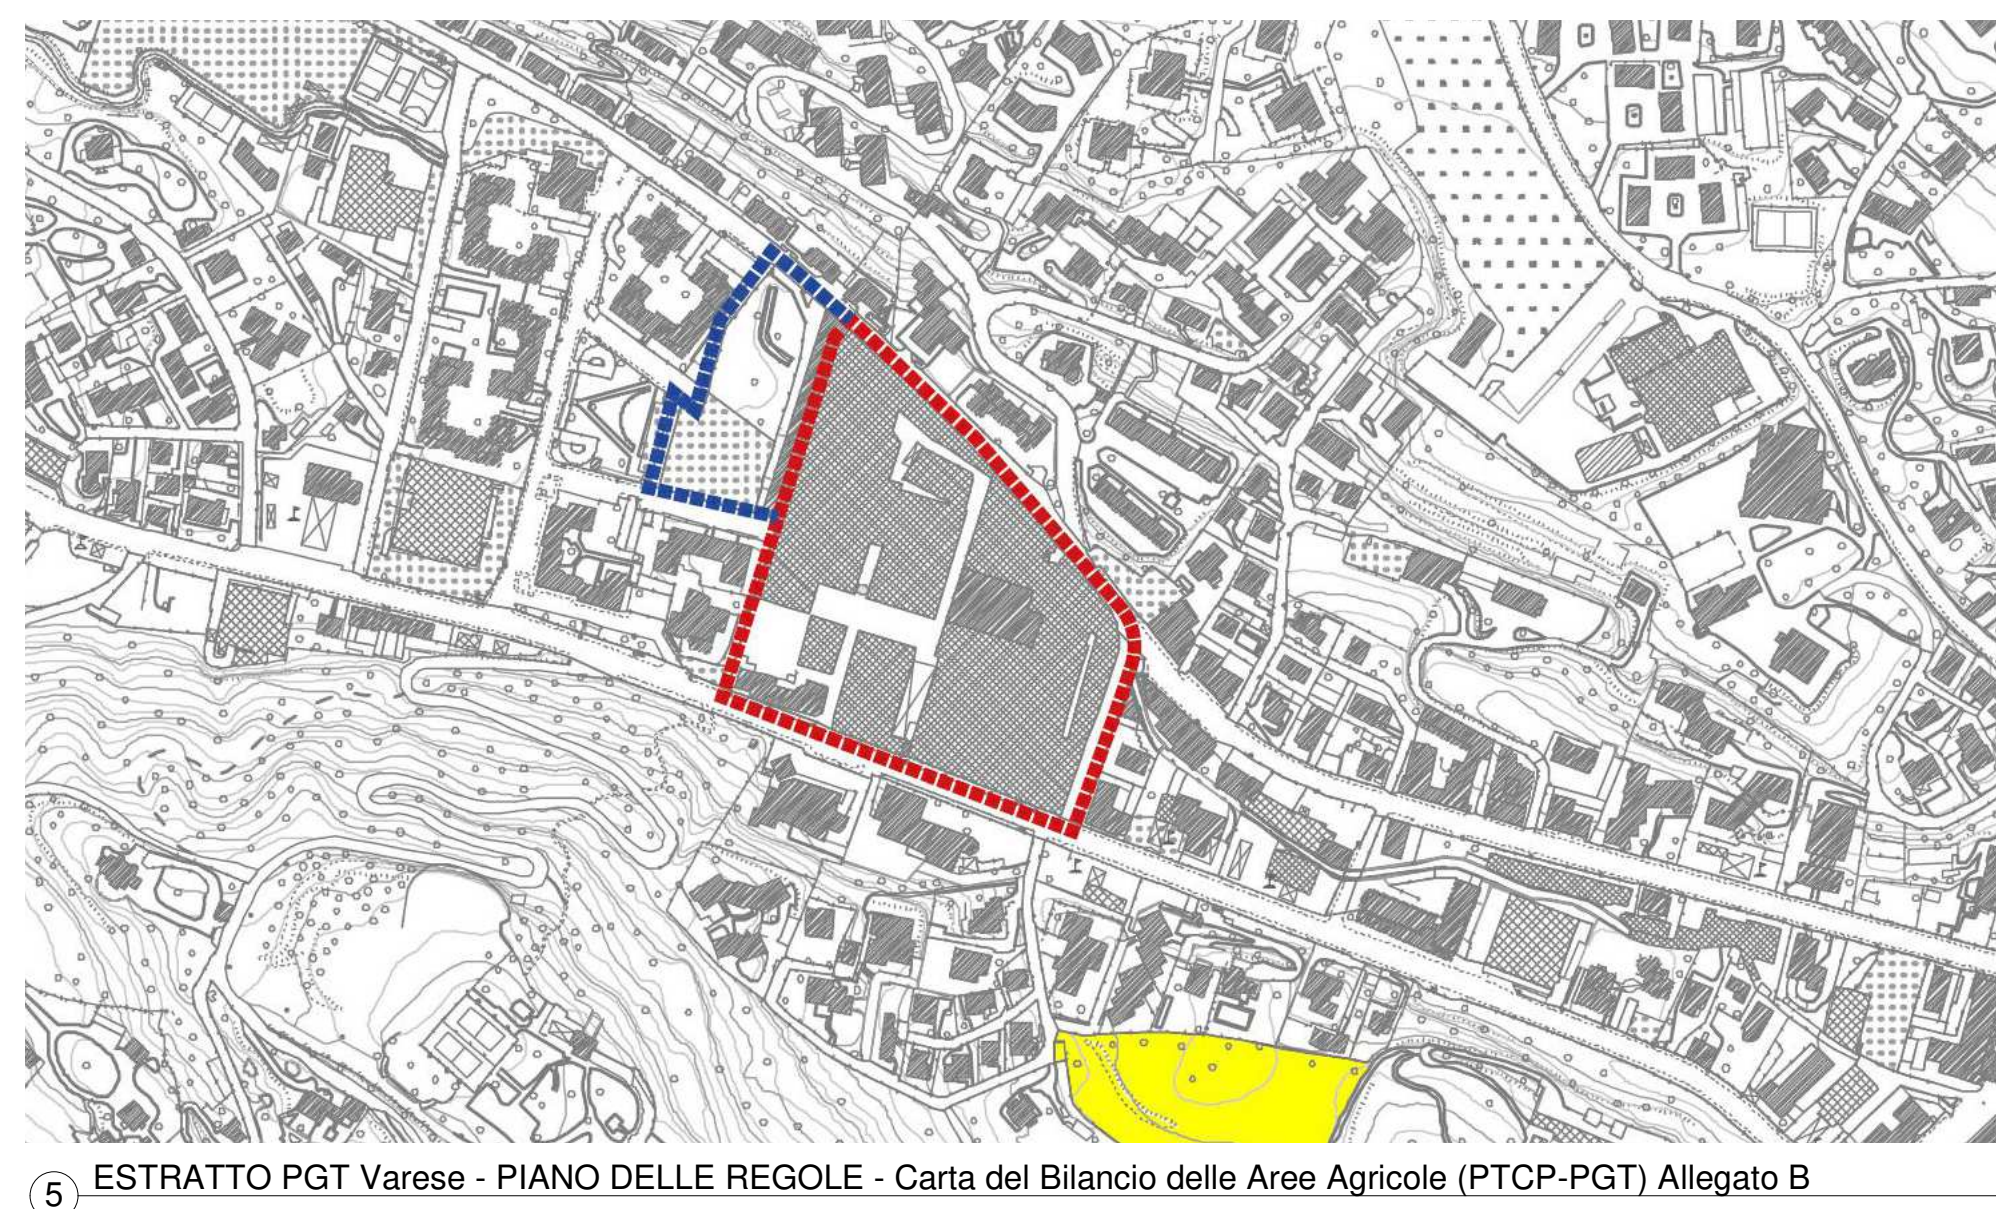 ESTRATTO PGT Varese - PIANO DELLE REGOLE - Carta del Bilancio delle Aree Agricole (PTCP-PGT) Allegato B
5